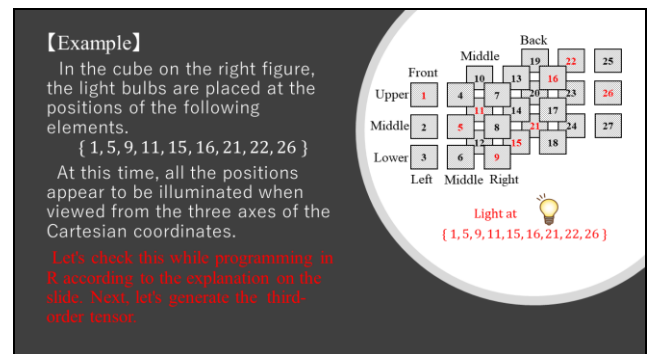 【Example】
In the cube on the right figure,
the light bulbs are placed at the
positions of the following
elements.
{ 1, 5, 9, 11, 15, 16, 21, 22, 26 }
At this time, all the positions
appear to be illuminated when
viewed from the three axes of the
Cartesian coordinates.
Let's check this while programming in
R according to the explanation on the
slide. Next, let's generate the third-
order tensor.
Back
Middle
Front
19 22 25
10 13 16
Upper 1 4 7
20 23 26
11 14 17
Middle 2 5 8
21 24 27
12 15 18
Lower 3 6 9
Left Middle Right
Light at
{ 1, 5, 9, 11, 15, 16, 21, 22, 26 }